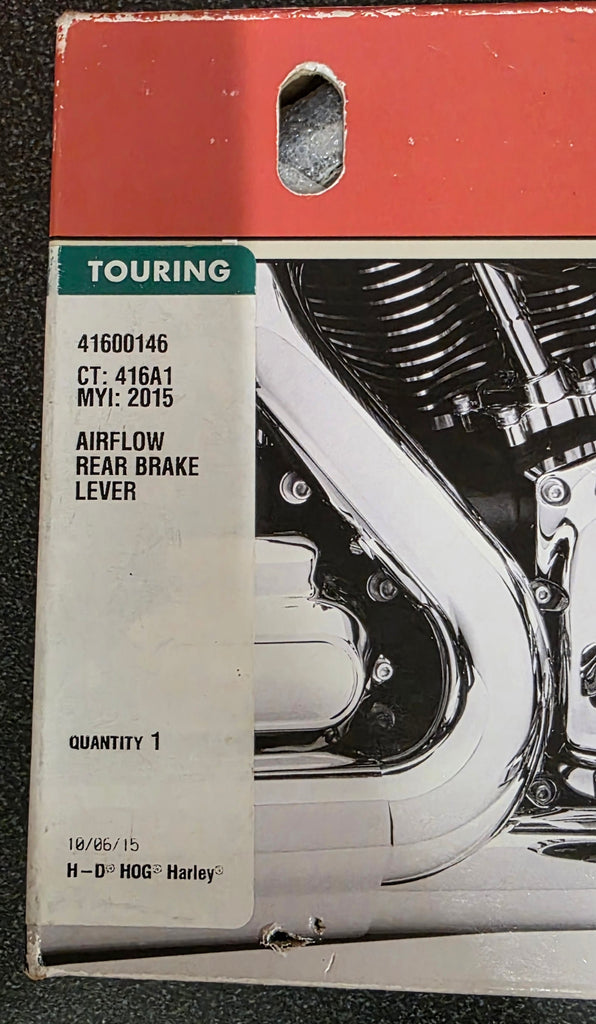 TOURING
41600146
CT: 416A1
MYI: 2015
AIRFLOW
REAR BRAKE
LEVER
QUANTITY 1
10/06/15
H-D® HOG® Harley®